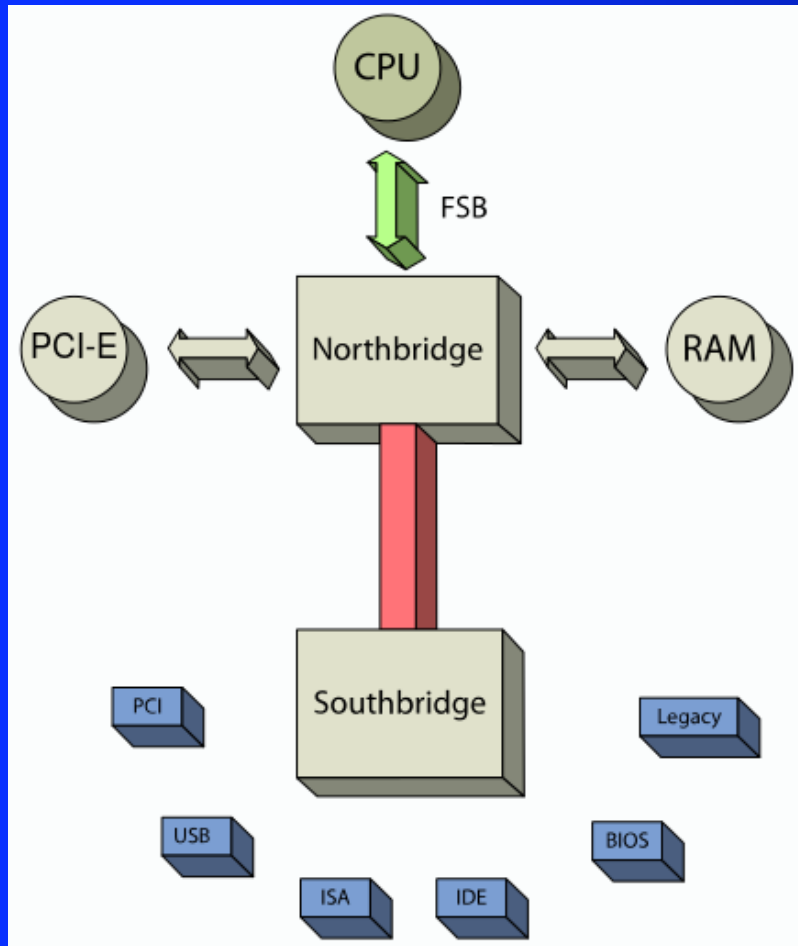 CPU
FSB
PCI-E
Northbridge
RAM
Southbridge
PCI
Legacy
USB
BIOS
ISA
IDE